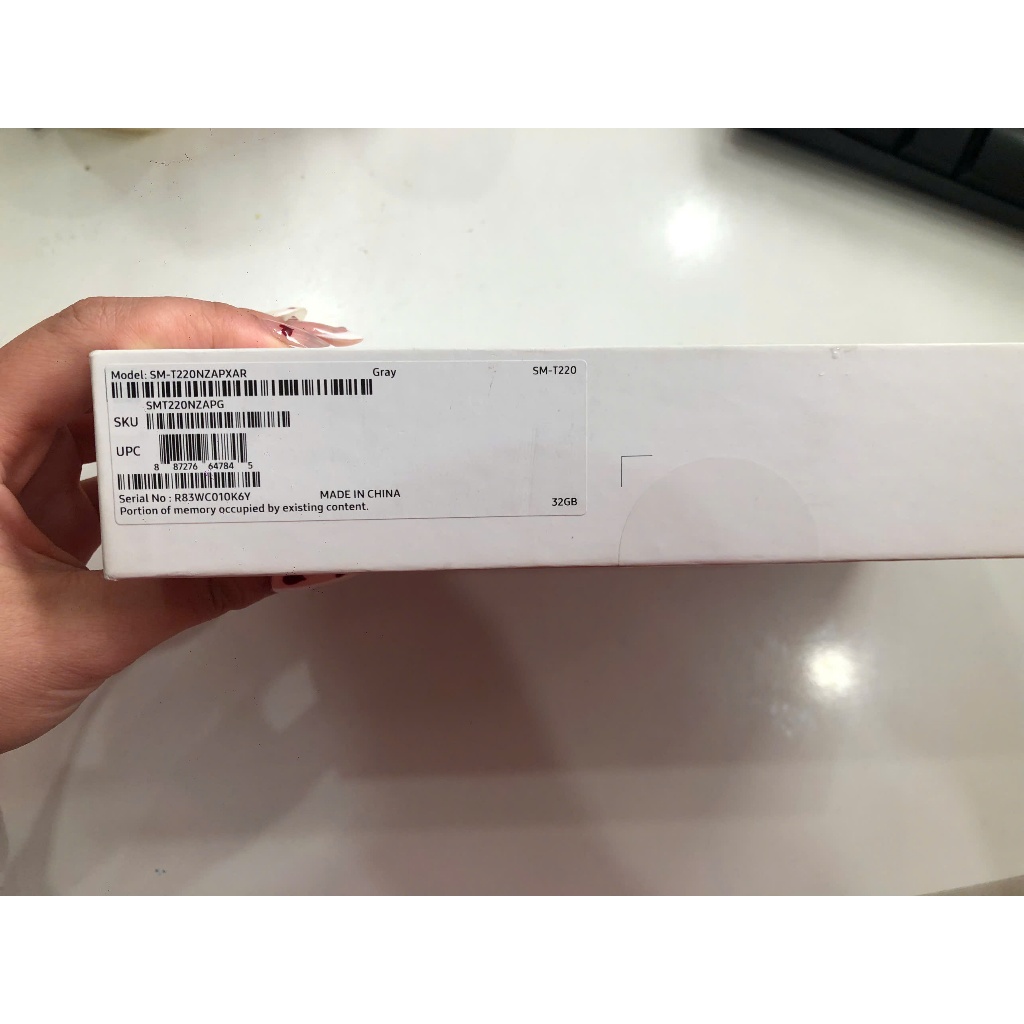 Model: SM-T220NZAPXAR Gray SM-T220
SMT220NZAPG
SKU
UPC
8 87276 64784 5
Serial No : R83WC010K6Y MADE IN CHINA
Portion of memory occupied by existing content. 32GB